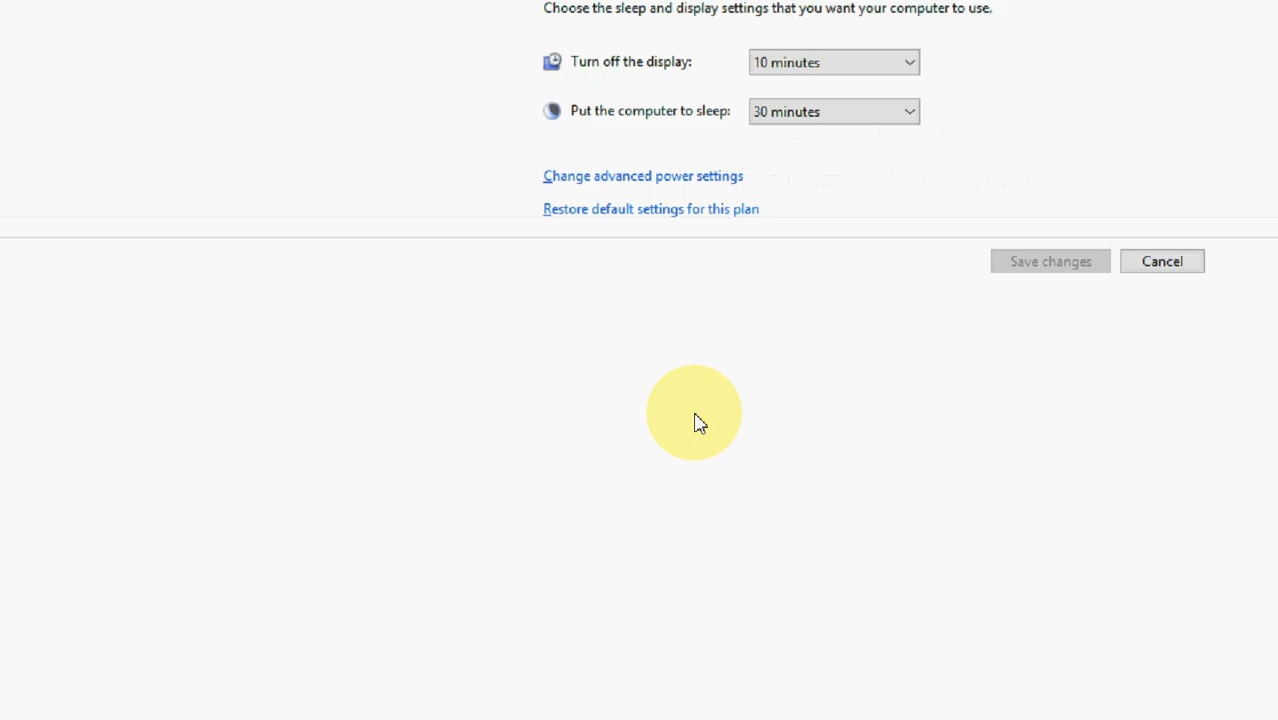 Choose the sleep and display settings that you want your computer to use.
Turn off the display: 10 minutes
Put the computer to sleep: 30 minutes
Change advanced power settings
Restore default settings for this plan
Save changes Cancel